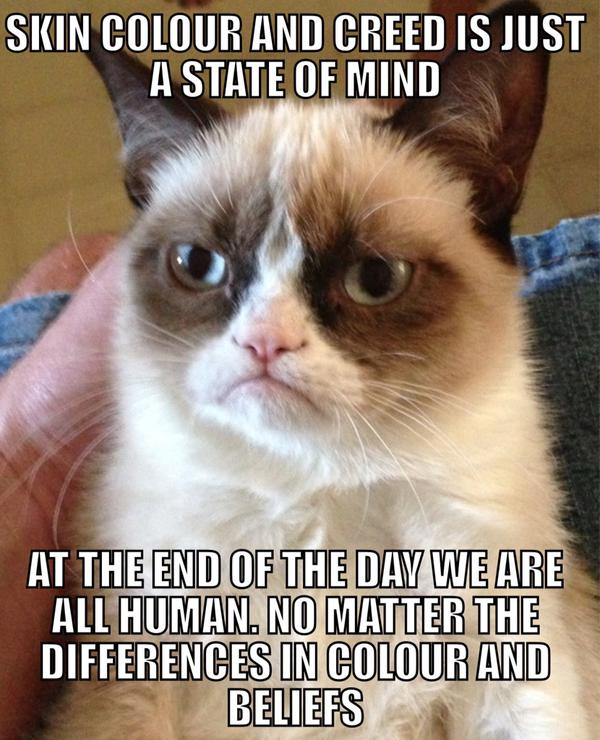 SKIN COLOUR AND CREED IS JUST
A STATE OF MIND
AT THE END OF THE DAY WE ARE
ALL HUMAN. NO MATTER THE
DIFFERENCES IN COLOUR AND
BELIEFS